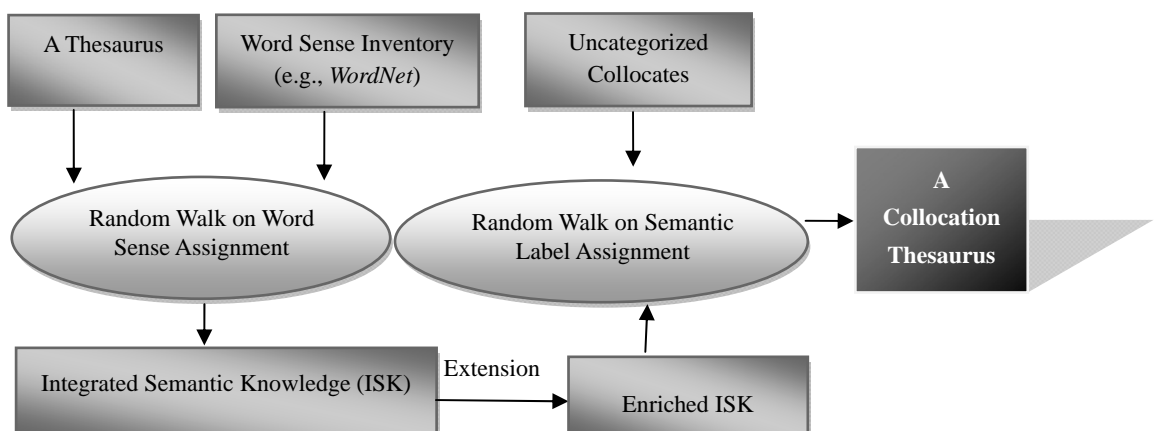 A Thesaurus
Word Sense Inventory
(e.g., WordNet)
Uncategorized
Collocates
Random Walk on Word
Sense Assignment
Random Walk on Semantic
Label Assignment
A
Collocation
Thesaurus
Integrated Semantic Knowledge (ISK)
Extension
Enriched ISK